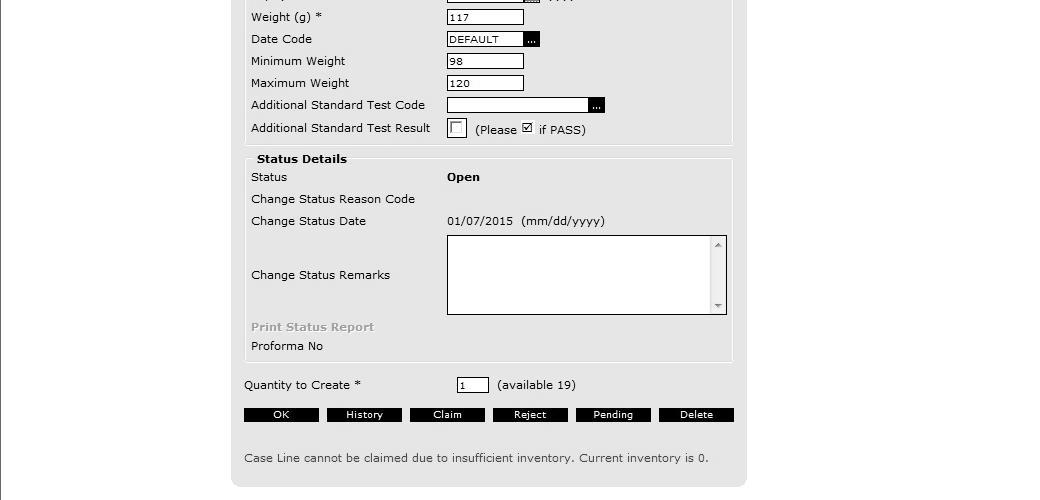 Weight (g) * 117
Date Code DEFAULT ...
Minimum Weight 98
Maximum Weight 120
Additional Standard Test Code ...
Additional Standard Test Result (Please if PASS)
Status Details
Status Open
Change Status Reason Code
Change Status Date 01/07/2015 (mm/dd/yyyy)
Change Status Remarks
Print Status Report
Proforma No
Quantity to Create * 1 (available 19)
OK History Claim Reject Pending Delete
Case Line cannot be claimed due to insufficient inventory. Current inventory is 0.